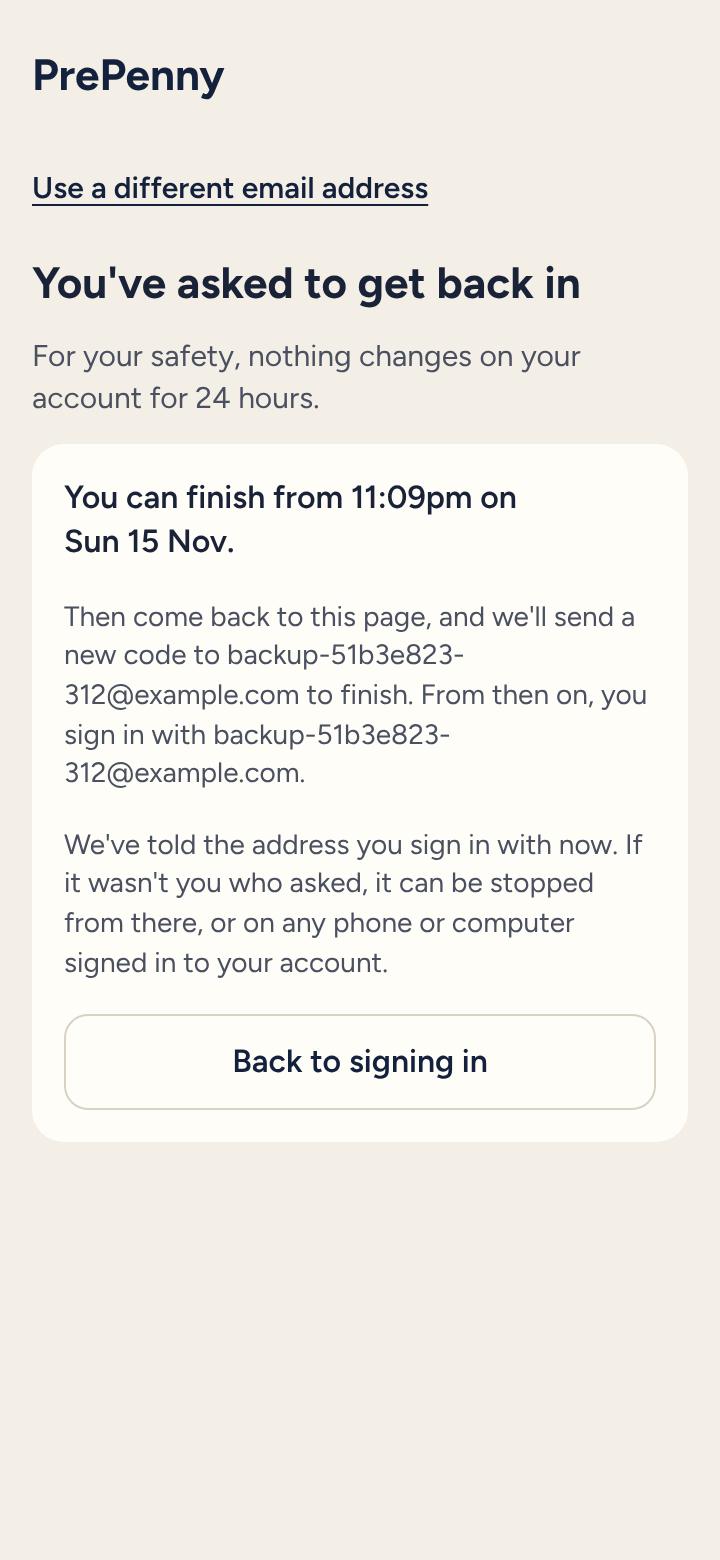 PrePenny
Use a different email address
You've asked to get back in
For your safety, nothing changes on your
account for 24 hours.
You can finish from 11:09pm on
Sun 15 Nov.
Then come back to this page, and we'll send a
new code to backup-51b3e823-
312@example.com to finish. From then on, you
sign in with backup-51b3e823-
312@example.com.
We've told the address you sign in with now. If
it wasn't you who asked, it can be stopped
from there, or on any phone or computer
signed in to your account.
Back to signing in